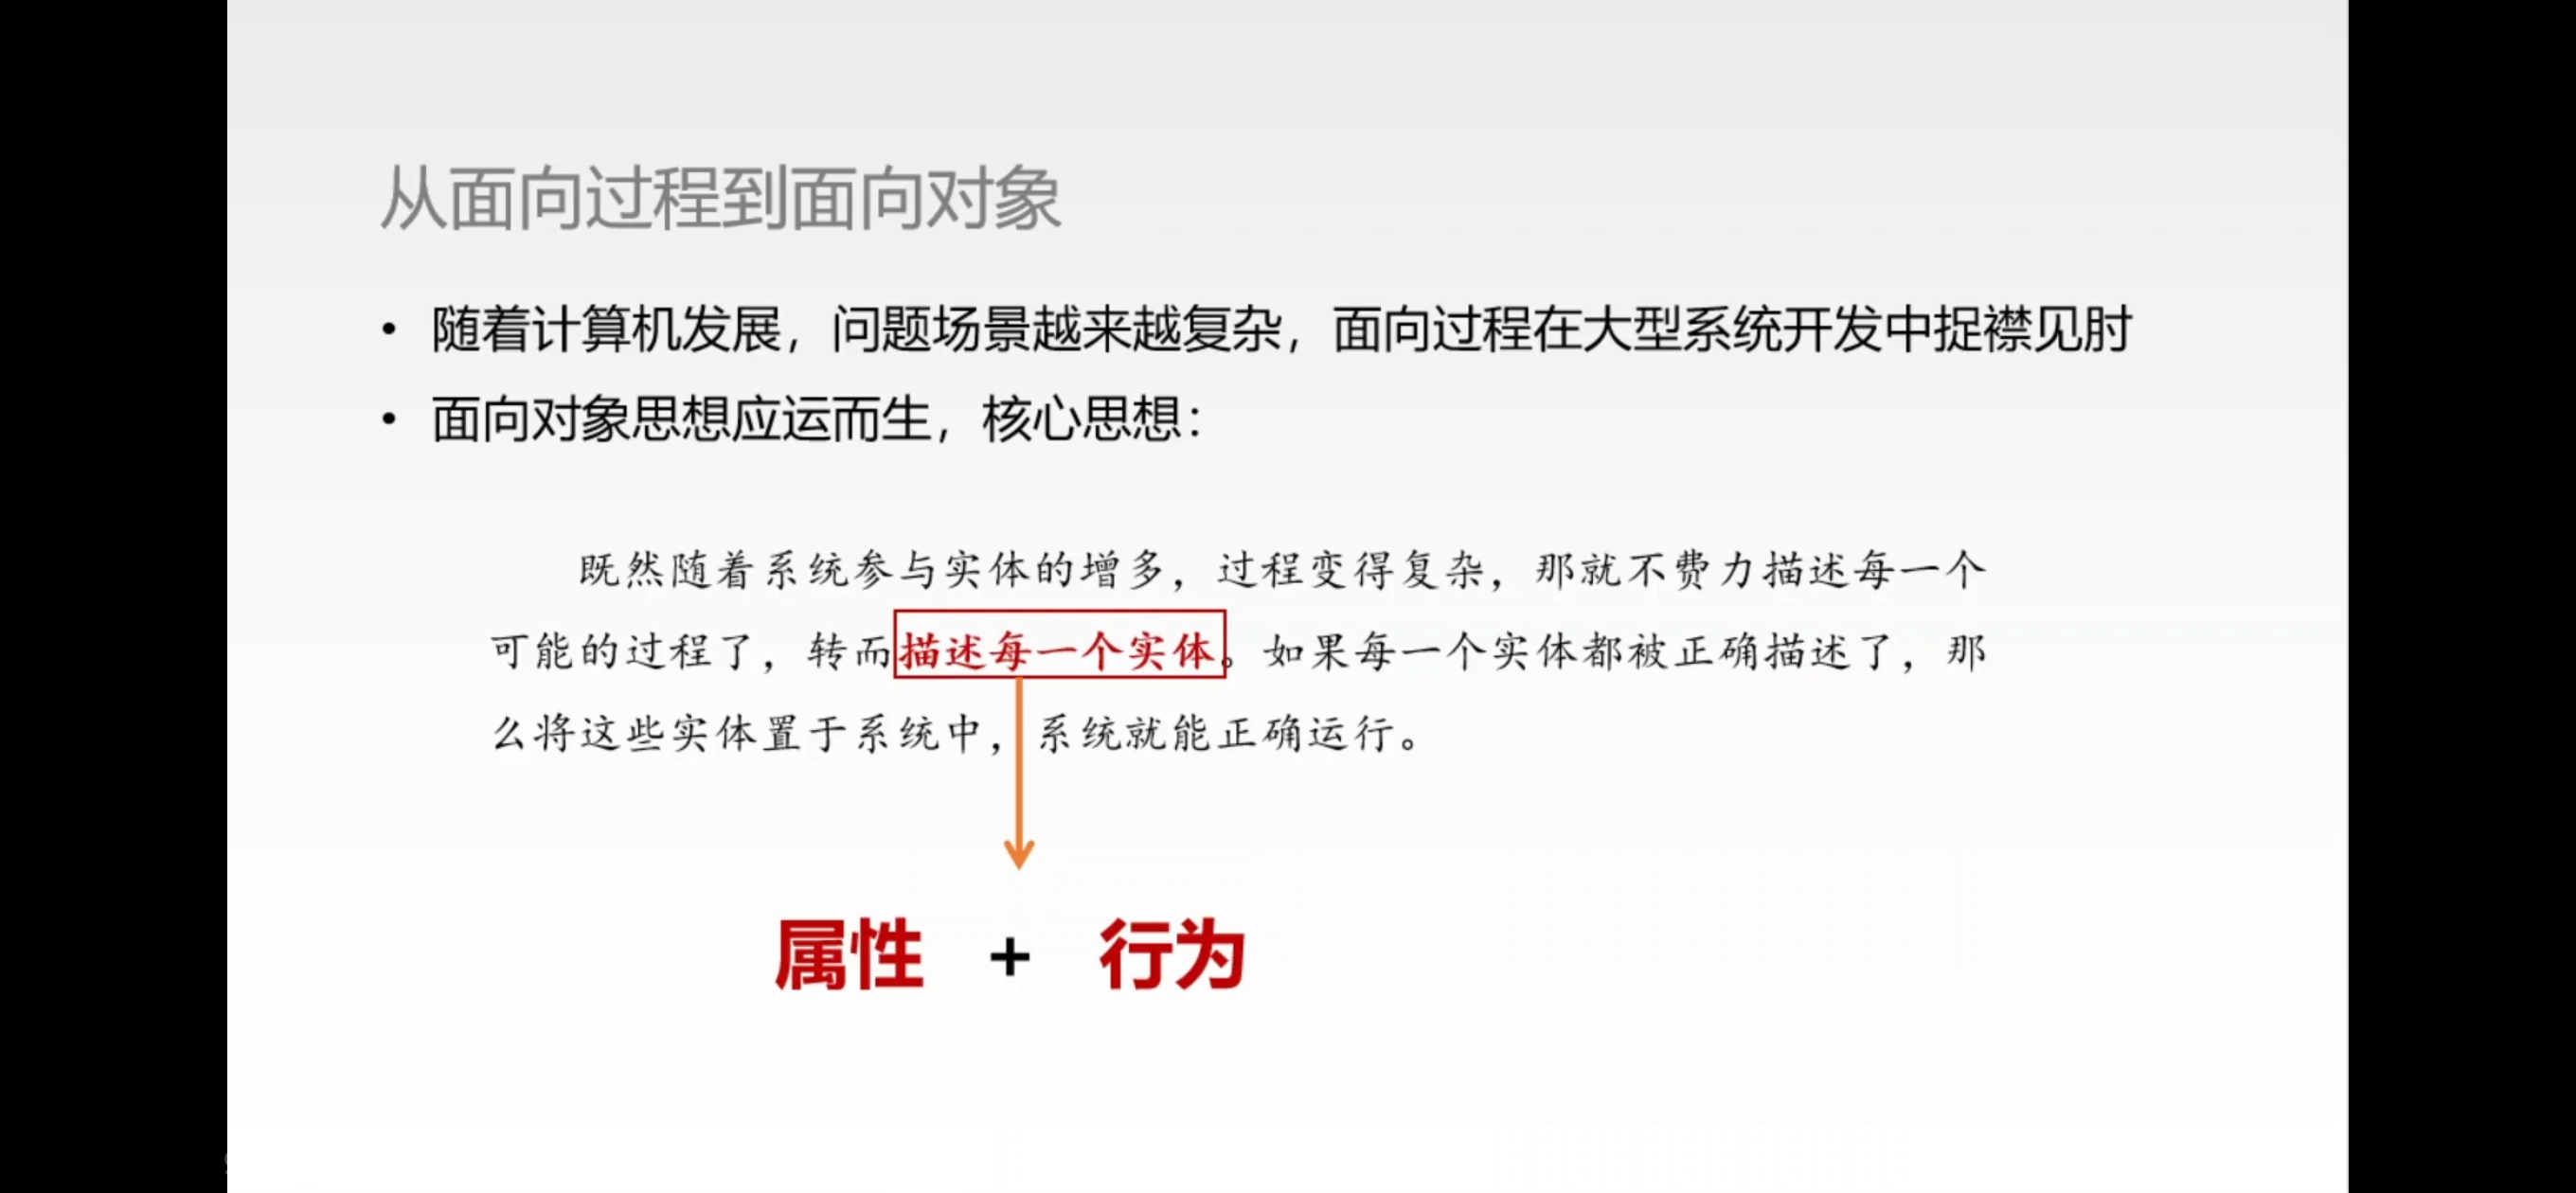 从面向过程到面向对象
• 随着计算机发展，问题场景越来越复杂，面向过程在大型系统开发中捉襟见肘
• 面向对象思想应运而生，核心思想：
既然随着系统参与实体的增多，过程变得复杂，那就不费力描述每一个
可能的过程了，转而描述每一个实体。如果每一个实体都被正确描述了，那
么将这些实体置于系统中，系统就能正确运行。
属性 + 行为